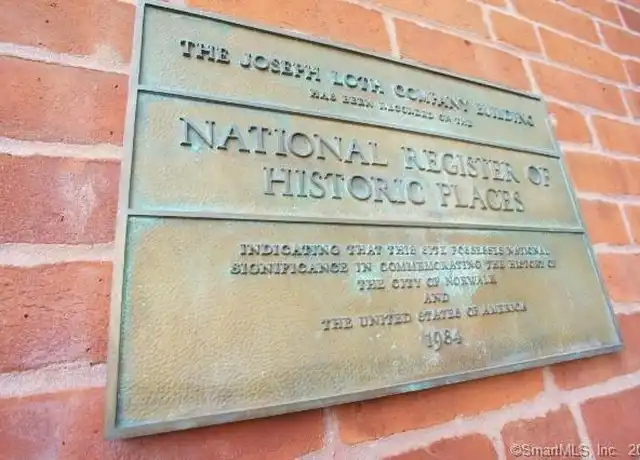 THE JOSEPH LOTH COMPANY BUILDING
HAS BEEN RECORDED ON THE
NATIONAL REGISTER OF
HISTORIC PLACES
INDICATING THAT THIS SITE POSSESSES NATIONAL
SIGNIFICANCE IN COMMEMORATING THE HISTORY OF
THE CITY OF NORWALK
AND
THE UNITED STATES OF AMERICA
1984
©SmartMLS, Inc. 20